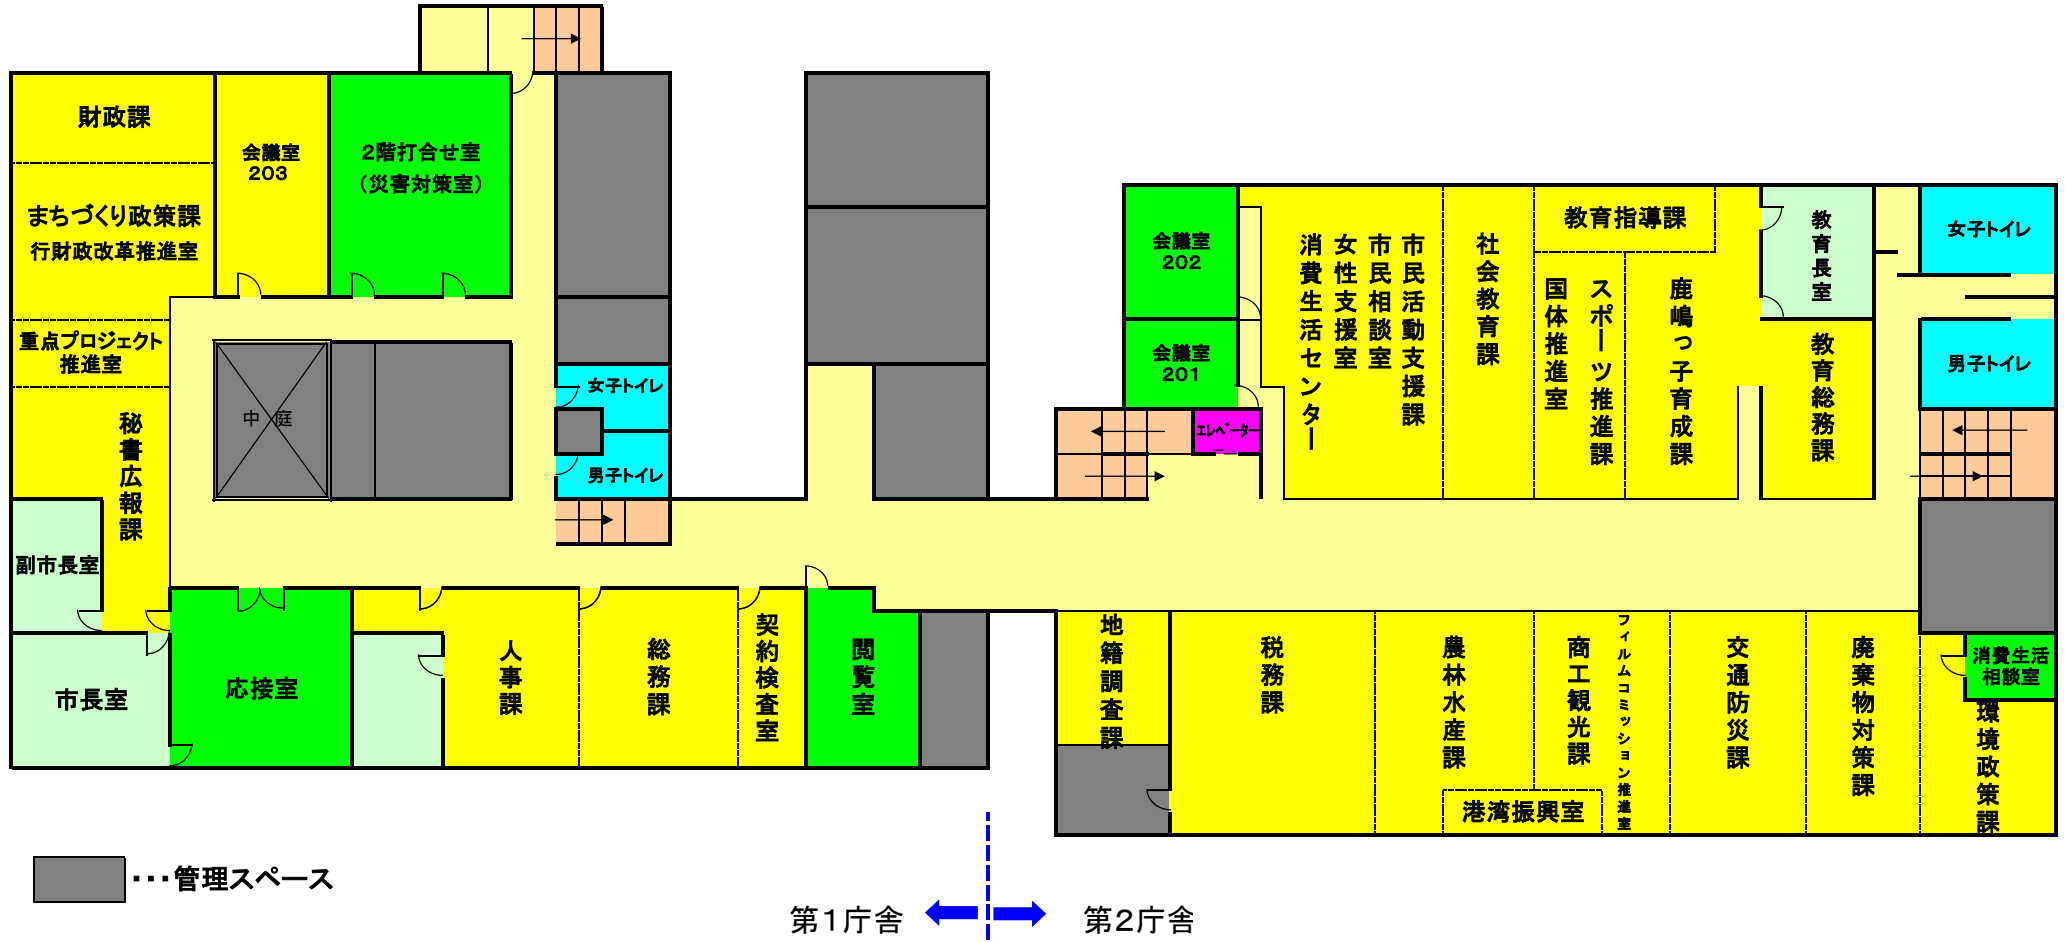 財政課
会議室
203
2階打合せ室
（災害対策室）
まちづくり政策課
行財政改革推進室
重点プロジェクト
推進室
秘書広報課
副市長室
市長室
中庭
女子トイレ
男子トイレ
応接室
人事課
総務課
契約検査室
閲覧室
会議室
202
会議室
201
エレベーター
消費生活センター
女性支援室
市民相談室
市民活動支援課
社会教育課
教育指導課
国体推進室
スポーツ推進課
鹿嶋っ子育成課
教育長室
教育総務課
女子トイレ
男子トイレ
地籍調査課
税務課
農林水産課
商工観光課
フィルムコミッション推進室
港湾振興室
交通防災課
廃棄物対策課
消費生活
相談室
環境政策課
･･･管理スペース
第1庁舎
第2庁舎